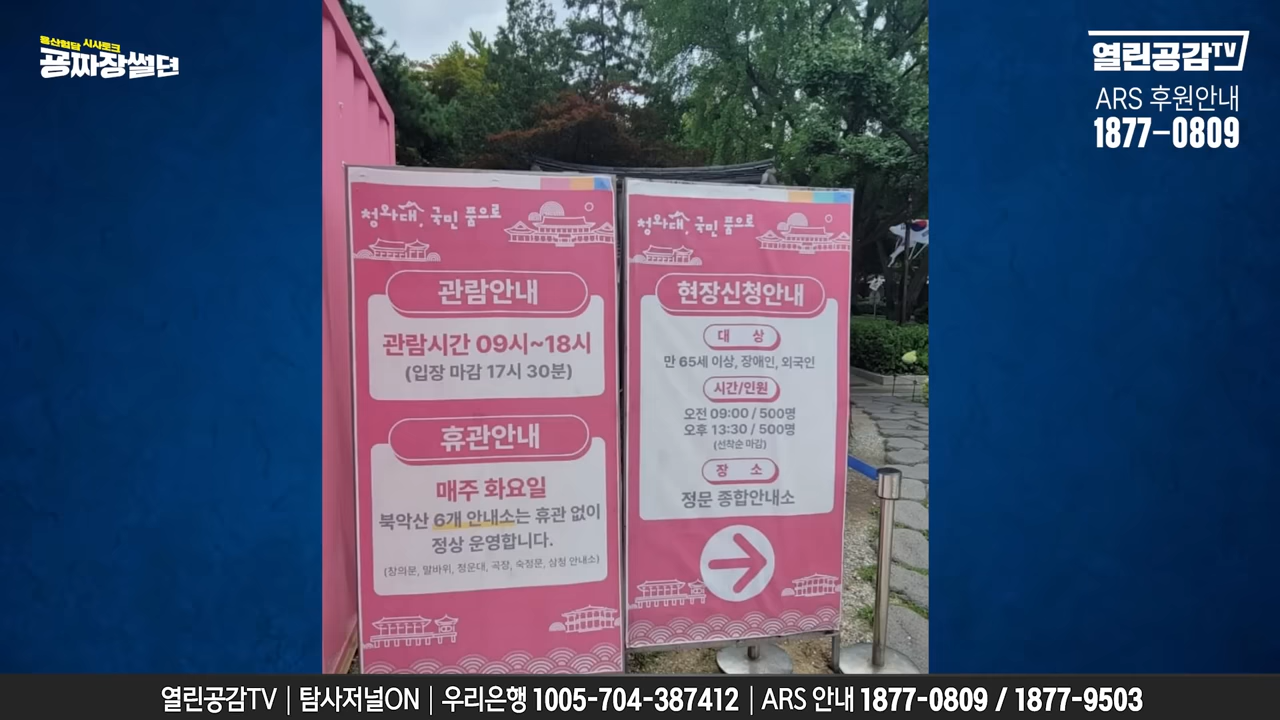 용산협담 시사토크
용짜장썰뎐
열린공감TV
ARS 후원안내
1877-0809
청와대, 국민 품으로
관람안내
관람시간 09시~18시
(입장 마감 17시 30분)
휴관안내
매주 화요일
북악산 6개 안내소는 휴관 없이
정상 운영합니다.
(창의문, 말바위, 청운대, 곡장, 숙정문, 삼청 안내소)
청와대, 국민 품으로
현장신청안내
대 상
만 65세 이상, 장애인, 외국인
시간/인원
오전 09:00 / 500명
오후 13:30 / 500명
(선착순 마감)
장 소
정문 종합안내소
열린공감TV | 탐사저널ON | 우리은행 1005-704-387412 | ARS 안내 1877-0809 / 1877-9503